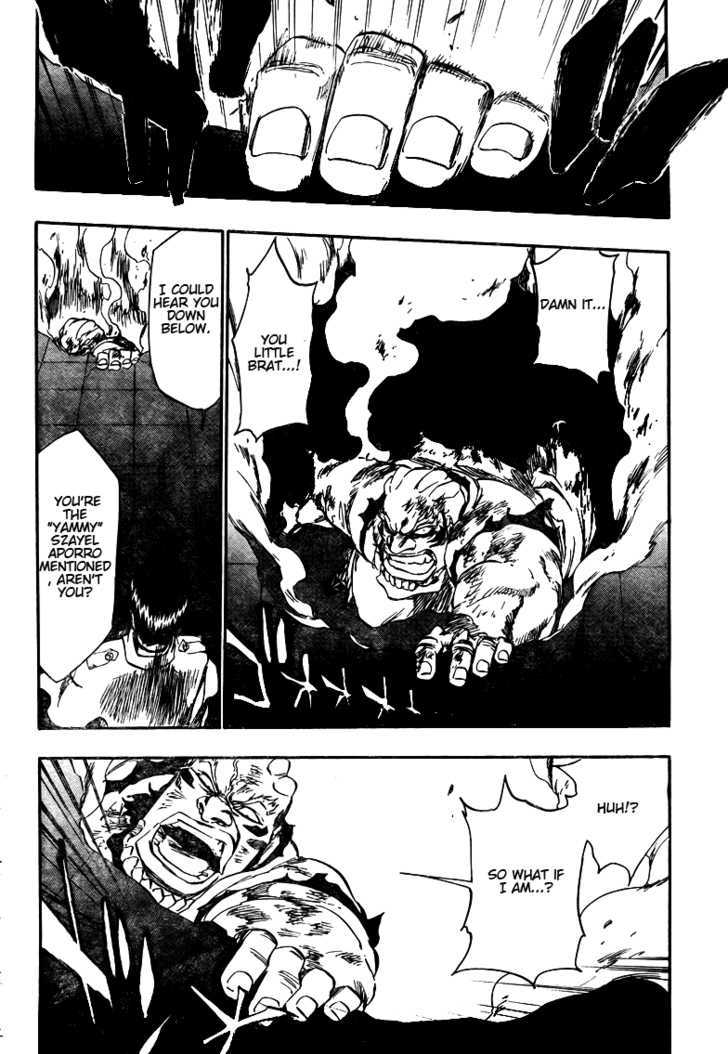 DAMN IT...
YOU
LITTLE
BRAT...!
I COULD
HEAR YOU
DOWN
BELOW.
YOU'RE
THE
"YAMMY"
SZAYEL
APORRO
MENTIONED
, AREN'T
YOU?
HUH!?
SO WHAT IF
I AM...?